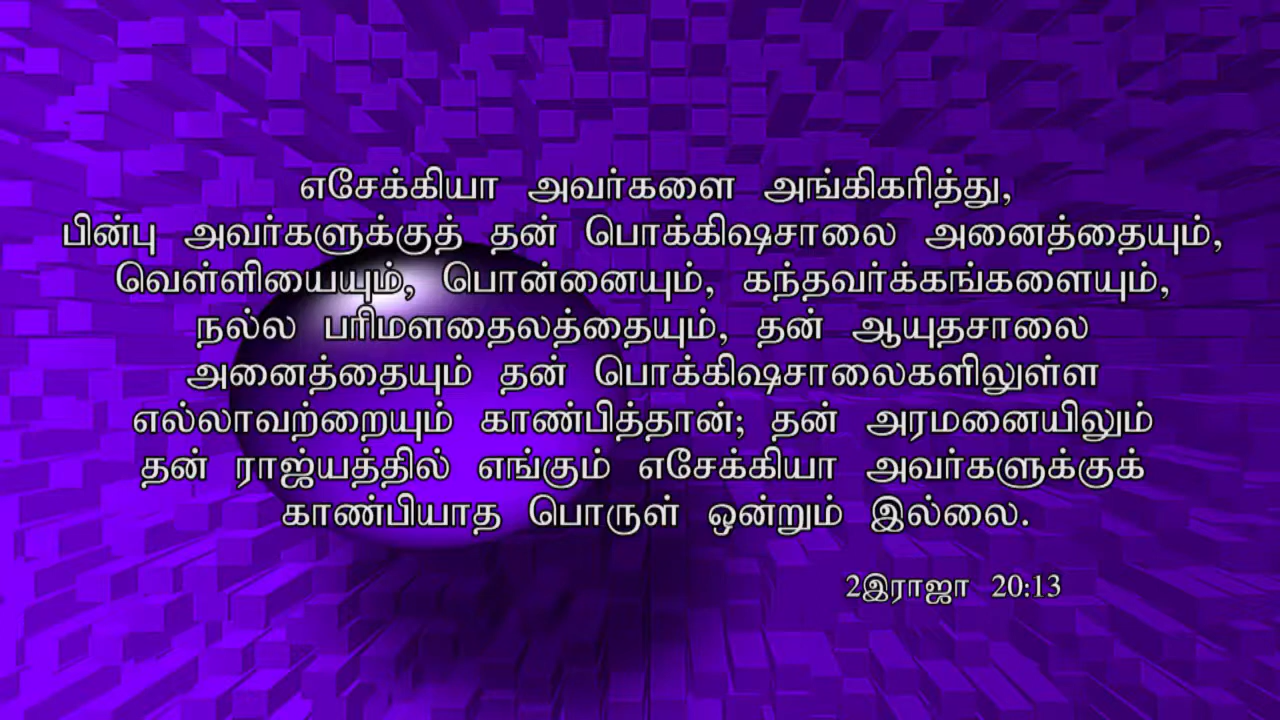 எசேக்கியா அவர்களை அங்கிகரித்து,
பின்பு அவர்களுக்குத் தன் பொக்கிஷசாலை அனைத்தையும்,
வெள்ளியையும், பொன்னையும், கந்தவர்க்கங்களையும்,
நல்ல பரிமளதைலத்தையும், தன் ஆயுதசாலை
அனைத்தையும் தன் பொக்கிஷசாலைகளிலுள்ள
எல்லாவற்றையும் காண்பித்தான்; தன் அரமனையிலும்
தன் ராஜ்யத்தில் எங்கும் எசேக்கியா அவர்களுக்குக்
காண்பியாத பொருள் ஒன்றும் இல்லை.
2இராஜா 20:13